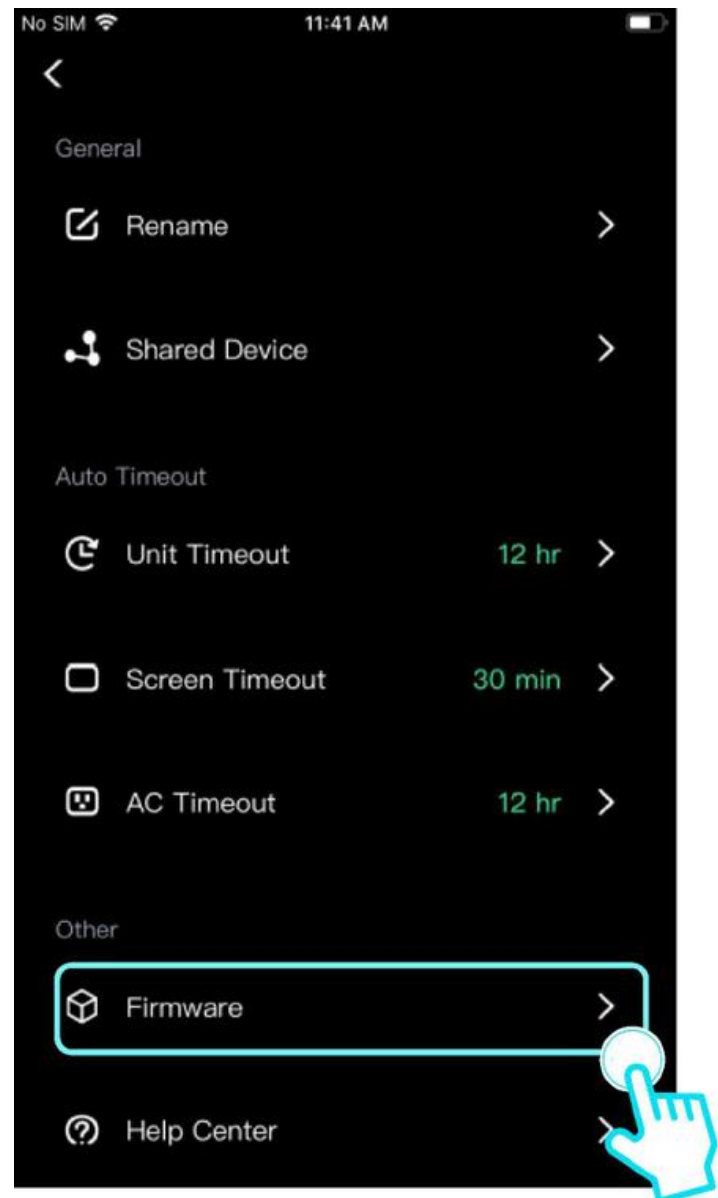 No SIM 11:41 AM
General
Rename
Shared Device
Auto Timeout
Unit Timeout 12 hr
Screen Timeout 30 min
AC Timeout 12 hr
Other
Firmware
Help Center